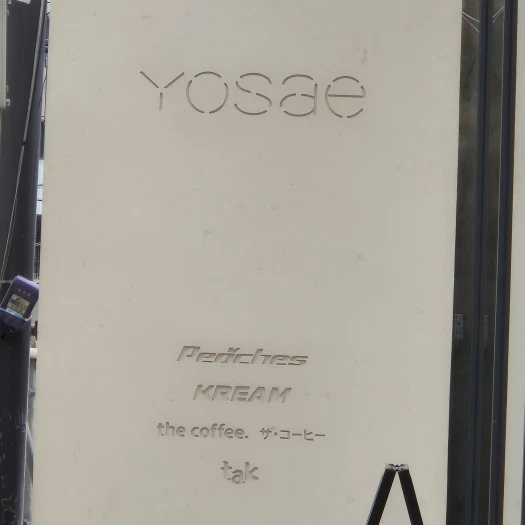 Yosae
Peaches
KREAM
the coffee. ザ・コーヒー
tak